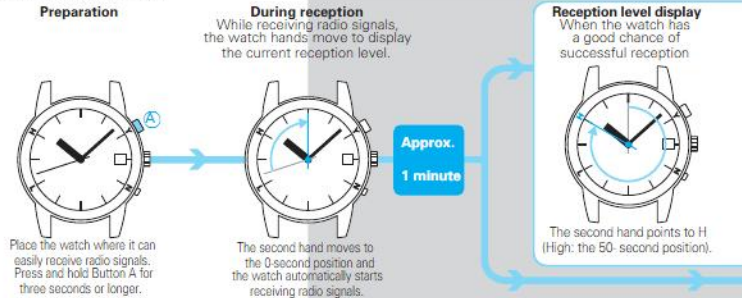 Preparation
Place the watch where it can
easily receive radio signals.
Press and hold Button A for
three seconds or longer.
A
H
Y
N
During reception
While receiving radio signals,
the watch hands move to display
the current reception level.
H
Y
N
The second hand moves to
the 0-second position and
the watch automatically starts
receiving radio signals.
Approx.
1 minute
Reception level display
When the watch has
a good chance of
successful reception
H
Y
N
The second hand points to H
(High: the 50- second position).